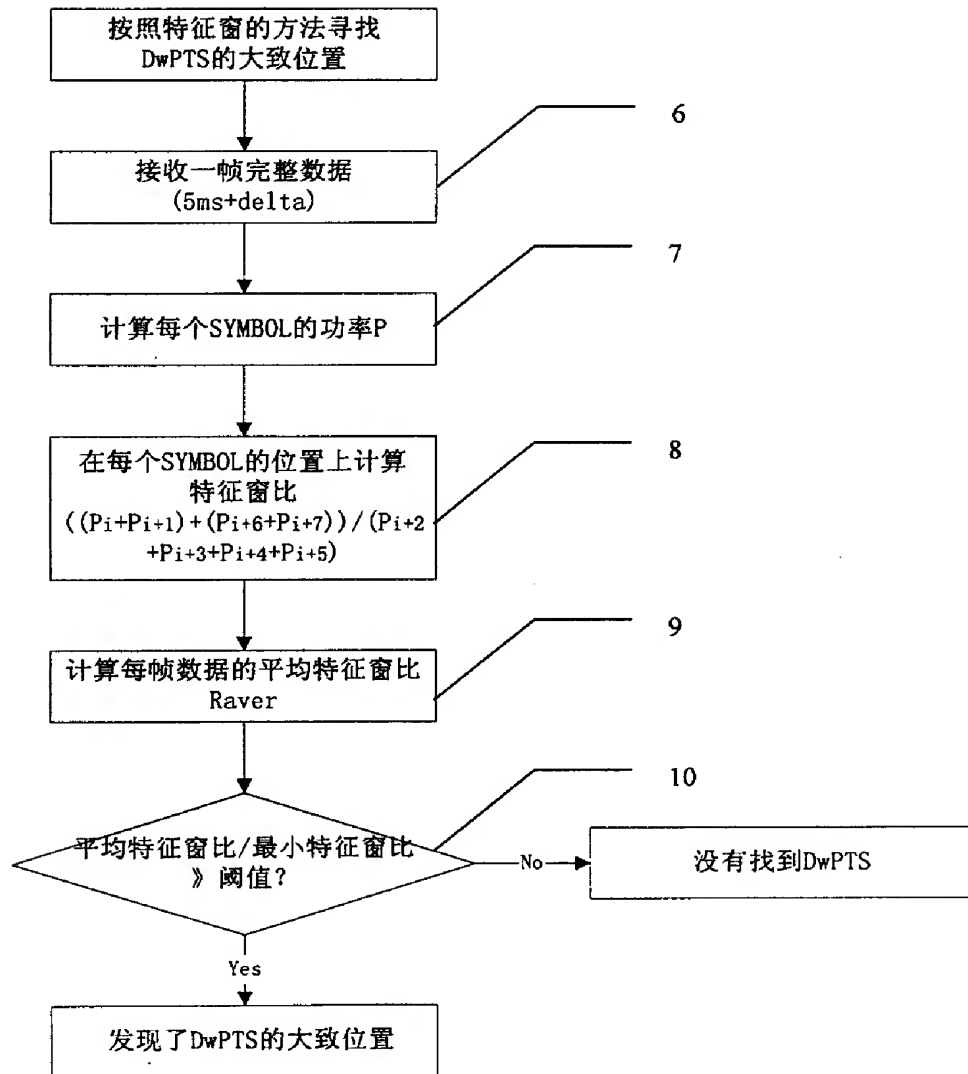 按照特征窗的方法寻找
DwPTS的大致位置
6
接收一帧完整数据
(5ms+delta)
7
计算每个SYMBOL的功率P
8
在每个SYMBOL的位置上计算
特征窗比
((Pi+Pi+1)+(Pi+6+Pi+7))/(Pi+2
+Pi+3+Pi+4+Pi+5)
9
计算每帧数据的平均特征窗比
Raver
10
平均特征窗比/最小特征窗比
》阈值?
No
没有找到DwPTS
Yes
发现了DwPTS的大致位置